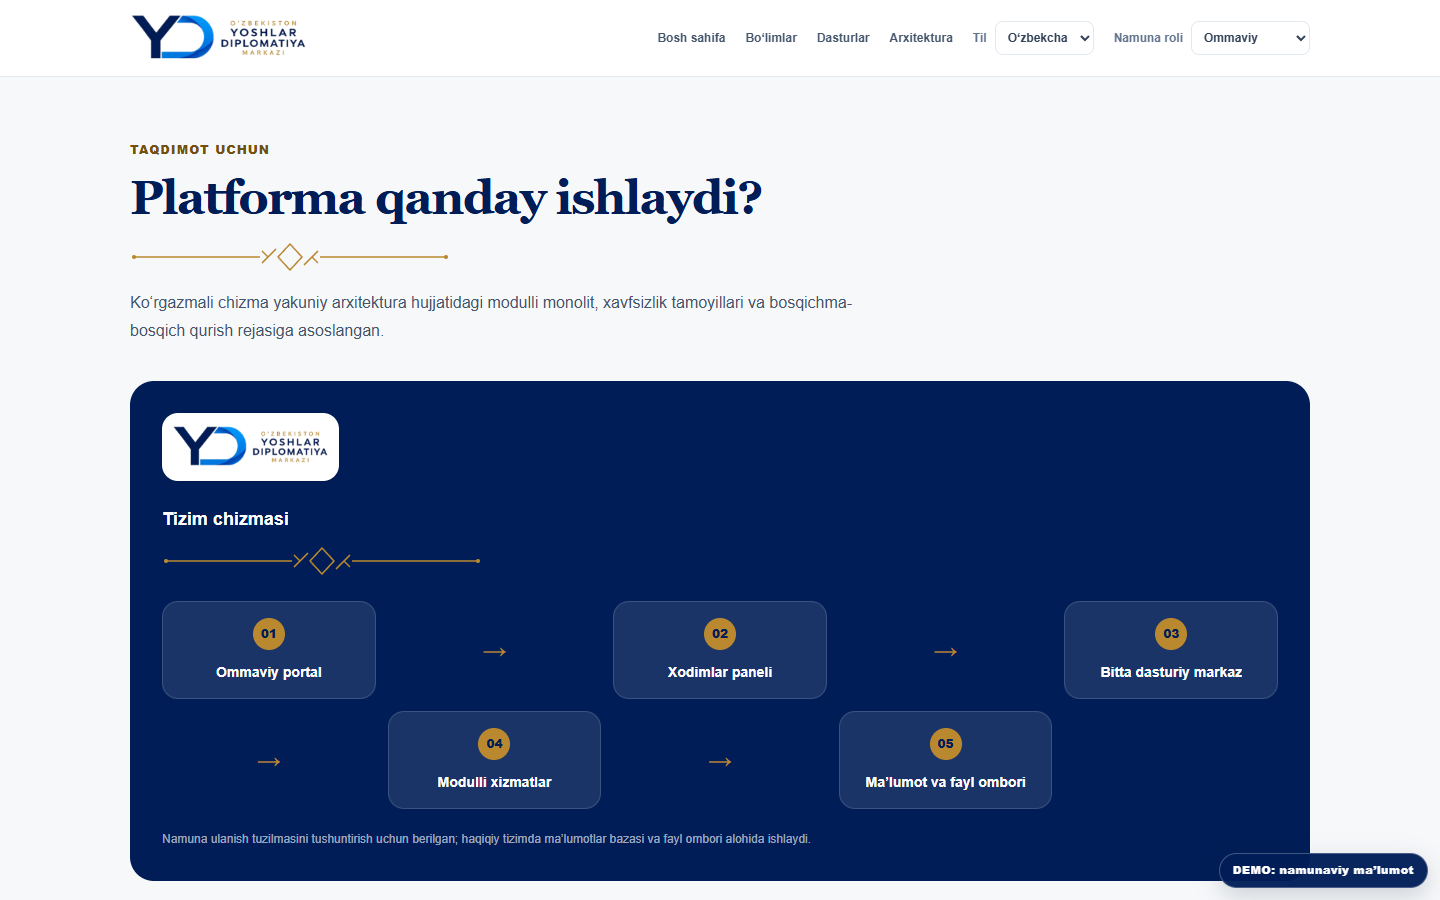 O'ZBEKISTON
YOSHLAR
DIPLOMATIYA
MARKAZI
Bosh sahifa Bo‘limlar Dasturlar Arxitektura Til O‘zbekcha Namuna roli Ommaviy
TAQDIMOT UCHUN
Platforma qanday ishlaydi?
Ko‘rgazmali chizma yakuniy arxitektura hujjatidagi modulli monolit, xavfsizlik tamoyillari va bosqichma-
bosqich qurish rejasiga asoslangan.
O'ZBEKISTON
YOSHLAR
DIPLOMATIYA
MARKAZI
Tizim chizmasi
01
Ommaviy portal
→
02
Xodimlar paneli
→
03
Bitta dasturiy markaz
→
04
Modulli xizmatlar
→
05
Ma’lumot va fayl ombori
Namuna ulanish tuzilmasini tushuntirish uchun berilgan; haqiqiy tizimda ma’lumotlar bazasi va fayl ombori alohida ishlaydi.
DEMO: namunaviy ma’lumot